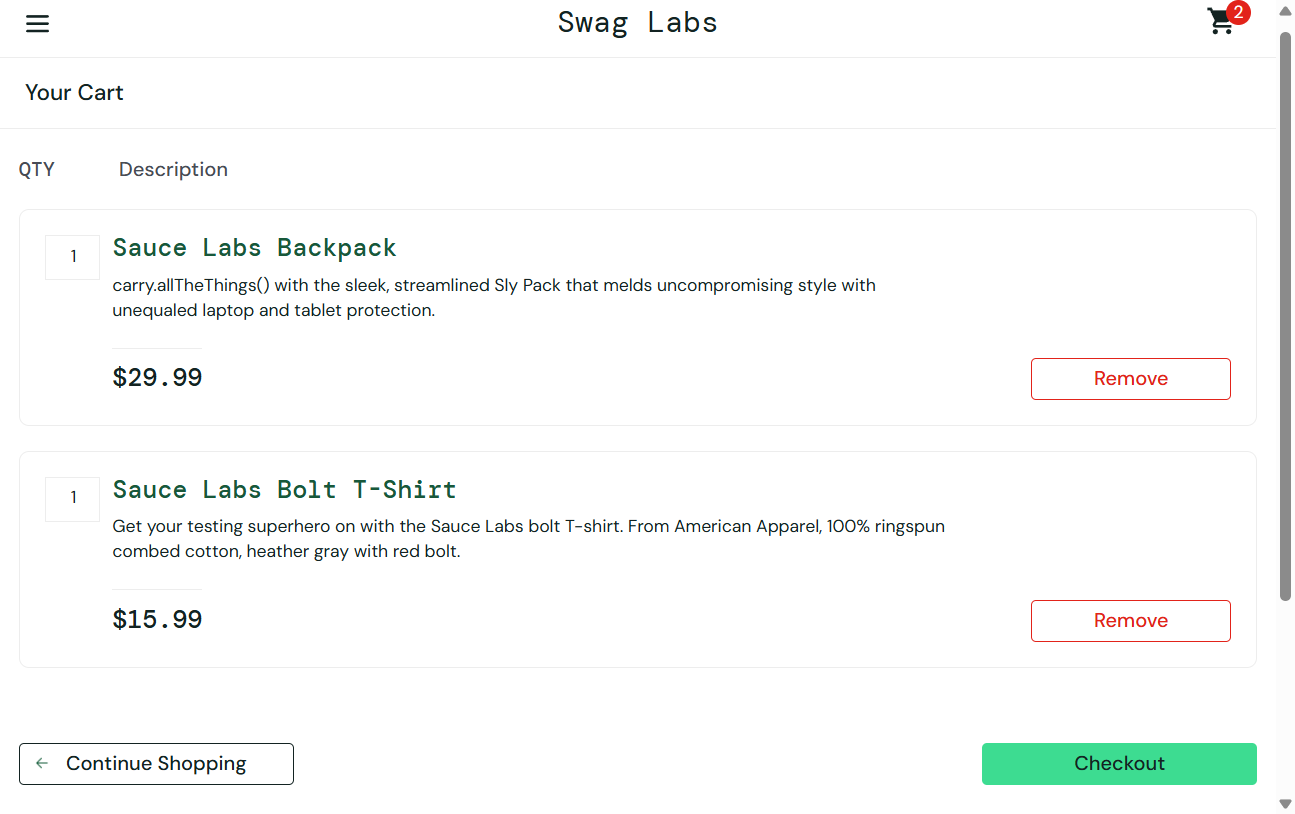 Swag Labs
2
Your Cart
QTY Description
1
Sauce Labs Backpack
carry.allTheThings() with the sleek, streamlined Sly Pack that melds uncompromising style with
unequaled laptop and tablet protection.
$29.99
Remove
1
Sauce Labs Bolt T-Shirt
Get your testing superhero on with the Sauce Labs bolt T-shirt. From American Apparel, 100% ringspun
combed cotton, heather gray with red bolt.
$15.99
Remove
Continue Shopping
Checkout